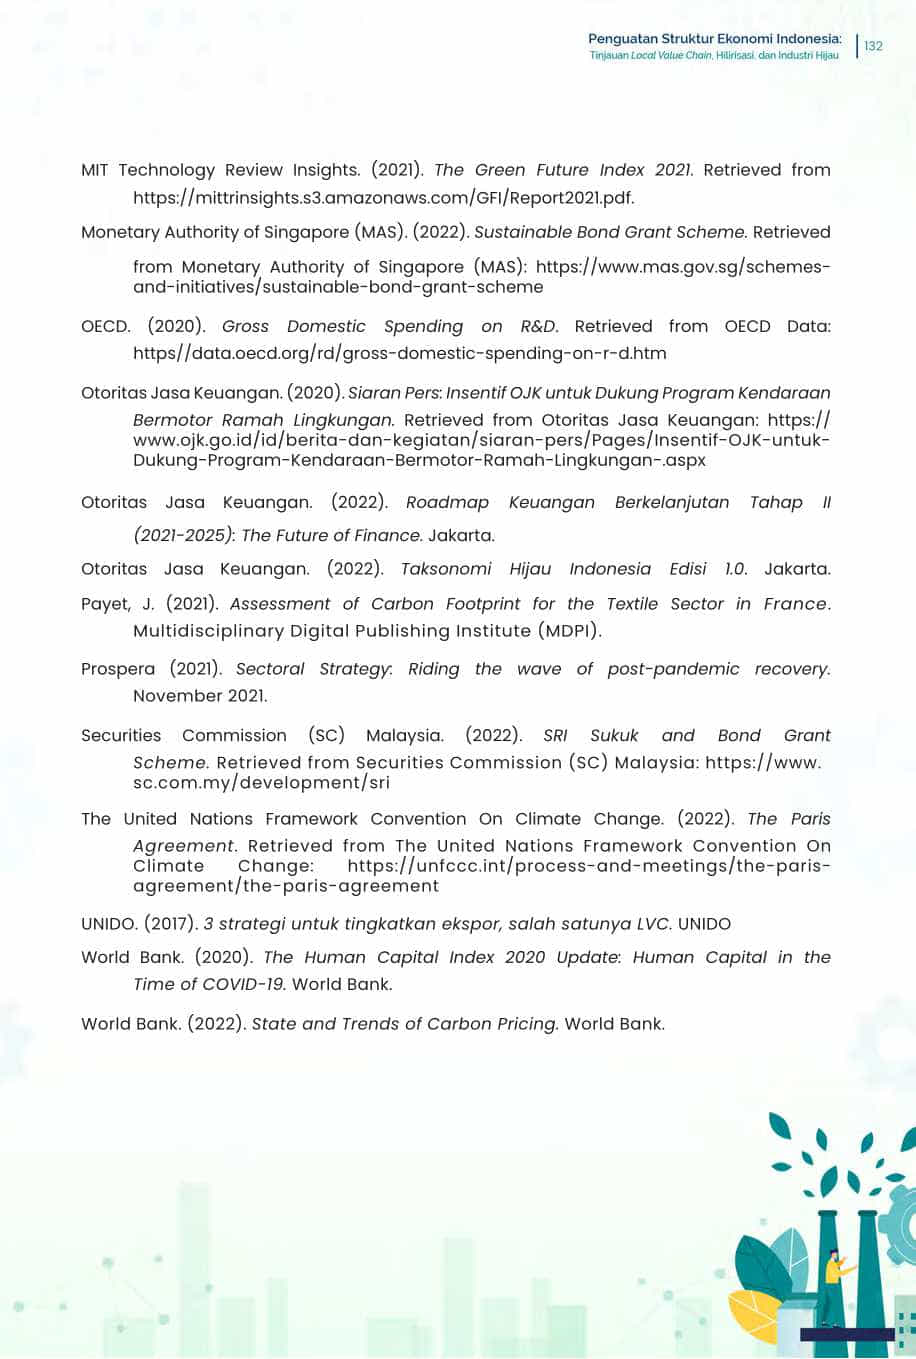 Penguatan Struktur Ekonomi Indonesia:
Tinjauan Local Value Chain, Hilirisasi, dan Industri Hijau
132
MIT Technology Review Insights. (2021). The Green Future Index 2021. Retrieved from
https://mittrinsights.s3.amazonaws.com/GFI/Report2021.pdf.
Monetary Authority of Singapore (MAS). (2022). Sustainable Bond Grant Scheme. Retrieved
from Monetary Authority of Singapore (MAS): https://www.mas.gov.sg/schemes-
and-initiatives/sustainable-bond-grant-scheme
OECD. (2020). Gross Domestic Spending on R&D. Retrieved from OECD Data:
https//data.oecd.org/rd/gross-domestic-spending-on-r-d.htm
Otoritas Jasa Keuangan. (2020). Siaran Pers: Insentif OJK untuk Dukung Program Kendaraan
Bermotor Ramah Lingkungan. Retrieved from Otoritas Jasa Keuangan: https://
www.ojk.go.id/id/berita-dan-kegiatan/siaran-pers/Pages/Insentif-OJK-untuk-
Dukung-Program-Kendaraan-Bermotor-Ramah-Lingkungan-.aspx
Otoritas Jasa Keuangan. (2022). Roadmap Keuangan Berkelanjutan Tahap II
(2021-2025): The Future of Finance. Jakarta.
Otoritas Jasa Keuangan. (2022). Taksonomi Hijau Indonesia Edisi 1.0. Jakarta.
Payet, J. (2021). Assessment of Carbon Footprint for the Textile Sector in France.
Multidisciplinary Digital Publishing Institute (MDPI).
Prospera (2021). Sectoral Strategy: Riding the wave of post-pandemic recovery.
November 2021.
Securities Commission (SC) Malaysia. (2022). SRI Sukuk and Bond Grant
Scheme. Retrieved from Securities Commission (SC) Malaysia: https://www.
sc.com.my/development/sri
The United Nations Framework Convention On Climate Change. (2022). The Paris
Agreement. Retrieved from The United Nations Framework Convention On
Climate Change: https://unfccc.int/process-and-meetings/the-paris-
agreement/the-paris-agreement
UNIDO. (2017). 3 strategi untuk tingkatkan ekspor, salah satunya LVC. UNIDO
World Bank. (2020). The Human Capital Index 2020 Update: Human Capital in the
Time of COVID-19. World Bank.
World Bank. (2022). State and Trends of Carbon Pricing. World Bank.